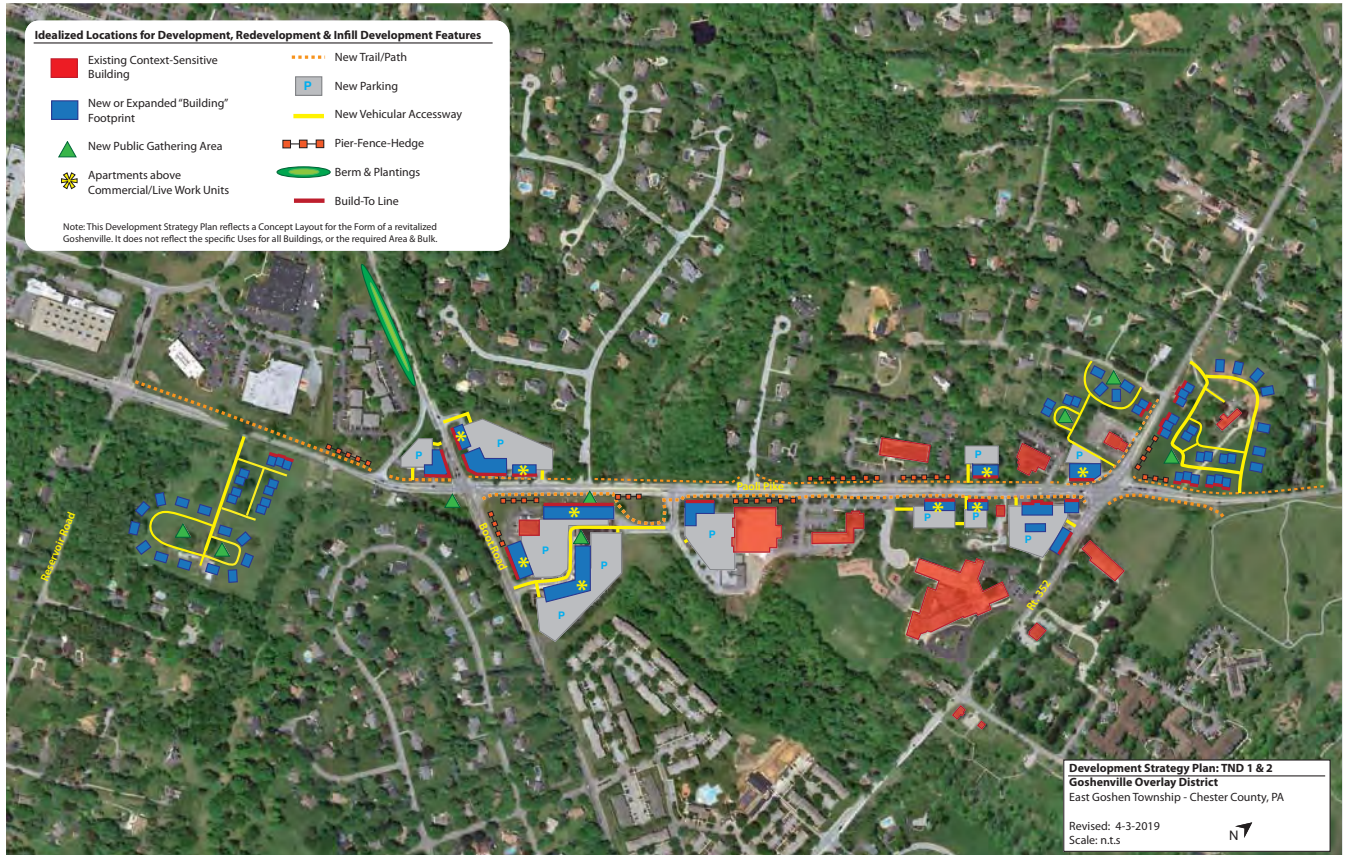 Idealized Locations for Development, Redevelopment & Infill Development Features
Existing Context-Sensitive
Building
New or Expanded "Building"
Footprint
New Public Gathering Area
Apartments above
Commercial/Live Work Units
New Trail/Path
P
New Parking
New Vehicular Accessway
Pier-Fence-Hedge
Berm & Plantings
Build-To Line
Note: This Development Strategy Plan reflects a Concept Layout for the Form of a revitalized
Goshenville. It does not reflect the specific Uses for all Buildings, or the required Area & Bulk.
P
P
P
P
Paoli Pike
Reservoir Road
Boot Road
P
P
P
P
P
P
P
Rt. 352
Development Strategy Plan: TND 1 & 2
Goshenville Overlay District
East Goshen Township - Chester County, PA
Revised: 4-3-2019
Scale: n.t.s
N